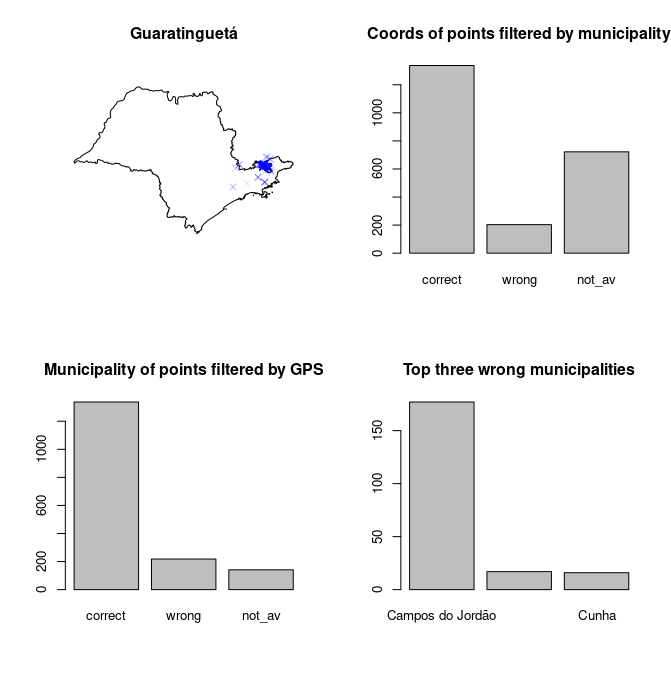 Guaratinguetá
Coords of points filtered by municipality
0 200 600 1000
correct wrong not_av
Municipality of points filtered by GPS
0 200 600 1000
correct wrong not_av
Top three wrong municipalities
0 50 100 150
Campos do Jordão Cunha